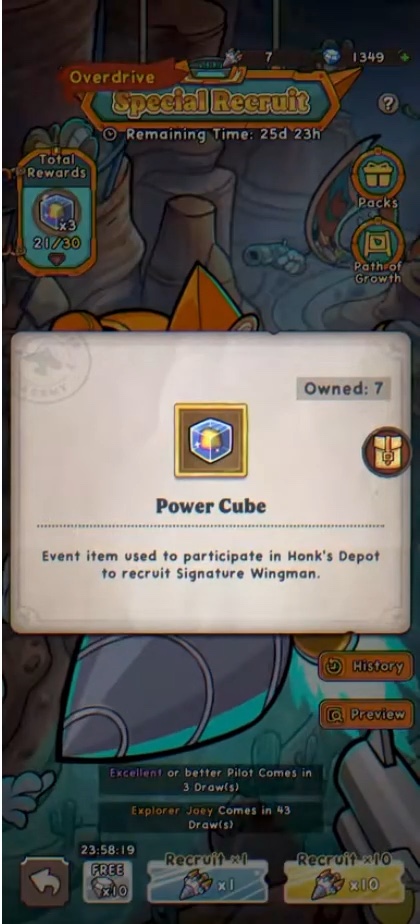 7
1349
Overdrive
Special Recruit
Remaining Time: 25d 23h
?
Total
Rewards
x3
21/30
Packs
Path of
Growth
ARMY
Owned: 7
Power Cube
Event item used to participate in Honk's Depot
to recruit Signature Wingman.
History
Preview
Excellent or better Pilot Comes in
3 Draw(s)
Explorer Joey Comes in 43
Draw(s)
23:58:19
FREE
x10
Recruit x1
x1
Recruit x10
x10